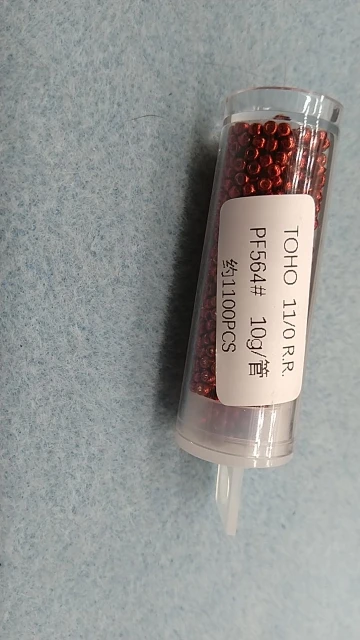 TOHO 11/0 R.R.
PF564# 10g/管
约1100PCS